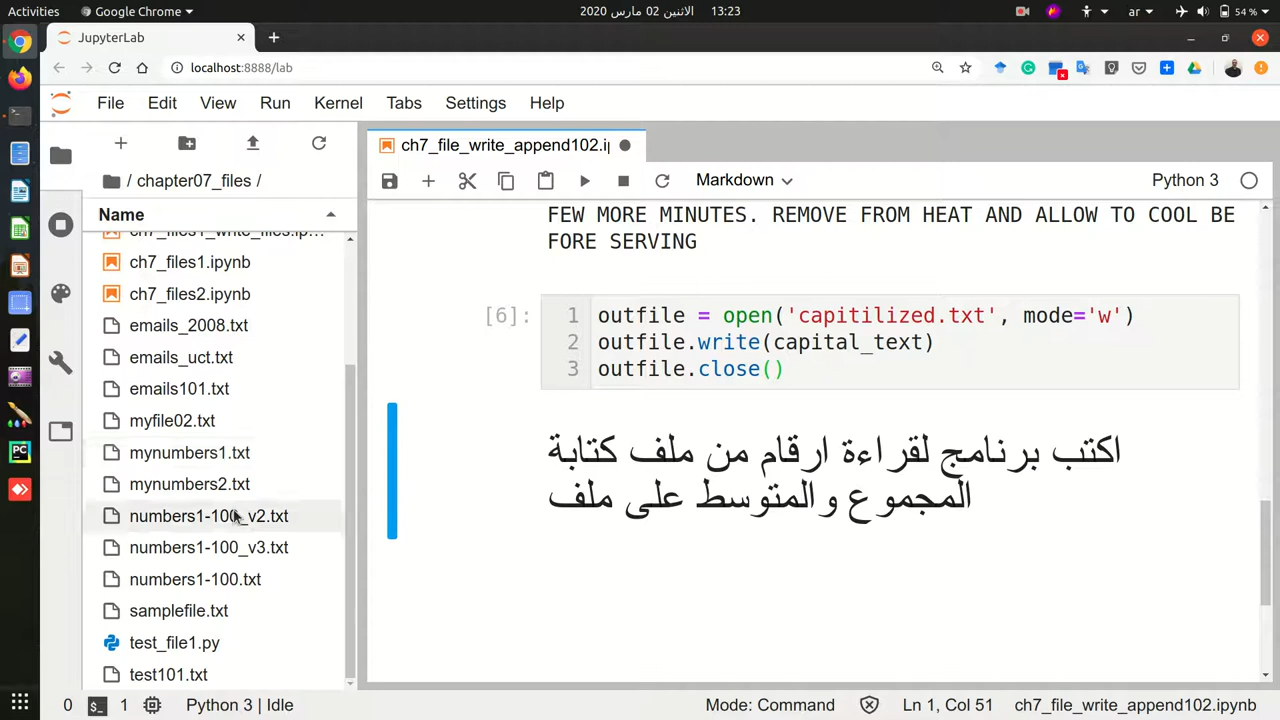 Activities
Google Chrome
الاثنين 02 مارس 2020
13:23
ar
54 %
JupyterLab
localhost:8888/lab
File Edit View Run Kernel Tabs Settings Help
/ chapter07_files /
Name
ch7_files1_write_files.ip…
ch7_files1.ipynb
ch7_files2.ipynb
emails_2008.txt
emails_uct.txt
emails101.txt
myfile02.txt
mynumbers1.txt
mynumbers2.txt
numbers1-100_v2.txt
numbers1-100_v3.txt
numbers1-100.txt
samplefile.txt
test_file1.py
test101.txt
ch7_file_write_append102.i
Markdown
Python 3
FEW MORE MINUTES. REMOVE FROM HEAT AND ALLOW TO COOL BE
FORE SERVING
[6]:
1 outfile = open('capitilized.txt', mode='w')
2 outfile.write(capital_text)
3 outfile.close()
اكتب برنامج لقراءة ارقام من ملف كتابة
المجموع والمتوسط على ملف
0
1
Python 3 | Idle
Mode: Command
Ln 1, Col 51
ch7_file_write_append102.ipynb